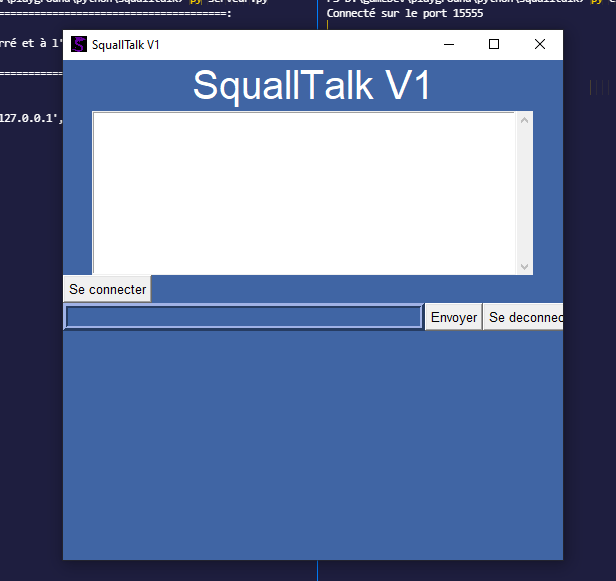 \playground\python\squalltalk> py serveur.py
PS D:\gamedev\playground\python\squalltalk> py c
===================================:
Connecté sur le port 15555
rré et à l'
SquallTalk V1
===========
SquallTalk V1
127.0.0.1',
Se connecter
Envoyer
Se deconnec